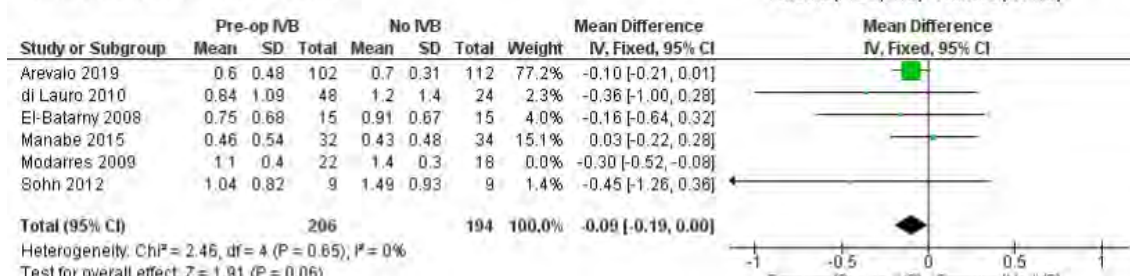 Pre-op IVB No IVB Mean Difference Mean Difference
Study or Subgroup Mean SD Total Mean SD Total Weight IV, Fixed, 95% CI IV, Fixed, 95% CI
Arevalo 2019 0.6 0.48 102 0.7 0.31 112 77.2% -0.10 [-0.21, 0.01]
di Lauro 2010 0.84 1.09 48 1.2 1.4 24 2.3% -0.36 [-1.00, 0.28]
El-Batarny 2008 0.75 0.68 15 0.91 0.67 15 4.0% -0.16 [-0.64, 0.32]
Manabe 2015 0.46 0.54 32 0.43 0.48 34 15.1% 0.03 [-0.22, 0.28]
Modarres 2009 1.1 0.4 22 1.4 0.3 18 0.0% -0.30 [-0.52, -0.08]
Sohn 2012 1.04 0.82 9 1.49 0.93 9 1.4% -0.45 [-1.26, 0.36]
Total (95% CI) 206 194 100.0% -0.09 [-0.19, 0.00]
Heterogeneity: Chi² = 2.46, df = 4 (P = 0.65); I² = 0%
-1 -0.5 0 0.5 1
Test for overall effect: Z = 1.91 (P = 0.06)